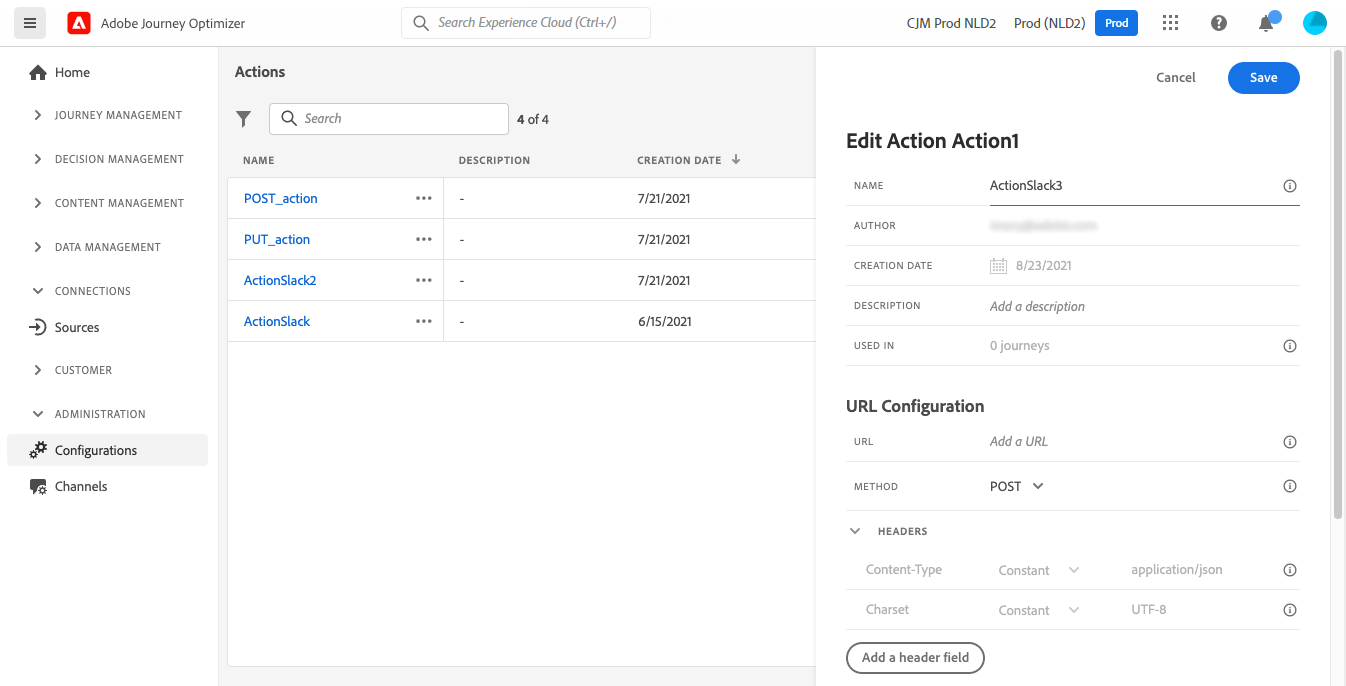 Adobe Journey Optimizer
Search Experience Cloud (Ctrl+/)
CJM Prod NLD2 Prod (NLD2) Prod
Home
JOURNEY MANAGEMENT
DECISION MANAGEMENT
CONTENT MANAGEMENT
DATA MANAGEMENT
CONNECTIONS
Sources
CUSTOMER
ADMINISTRATION
Configurations
Channels
Actions
Search 4 of 4
NAME DESCRIPTION CREATION DATE
POST_action - 7/21/2021
PUT_action - 7/21/2021
ActionSlack2 - 7/21/2021
ActionSlack - 6/15/2021
Cancel Save
Edit Action Action1
NAME ActionSlack3
AUTHOR
CREATION DATE 8/23/2021
DESCRIPTION Add a description
USED IN 0 journeys
URL Configuration
URL Add a URL
METHOD POST
HEADERS
Content-Type Constant application/json
Charset Constant UTF-8
Add a header field